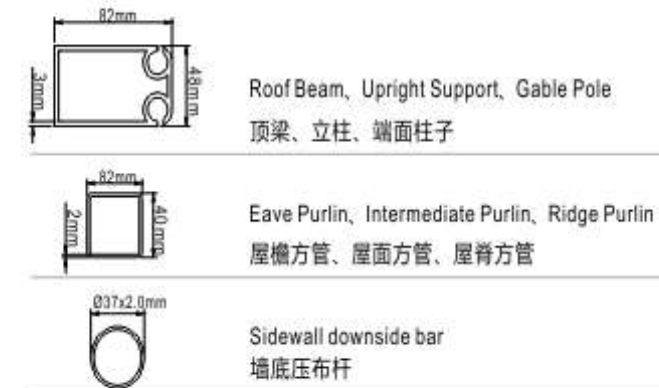 82mm
3mm
48mm
Roof Beam、Upright Support、Gable Pole
顶梁、立柱、端面柱子
82mm
2mm
40mm
Eave Purlin、Intermediate Purlin、Ridge Purlin
屋檐方管、屋面方管、屋脊方管
Ø37x2.0mm
Sidewall downside bar
墙底压布杆